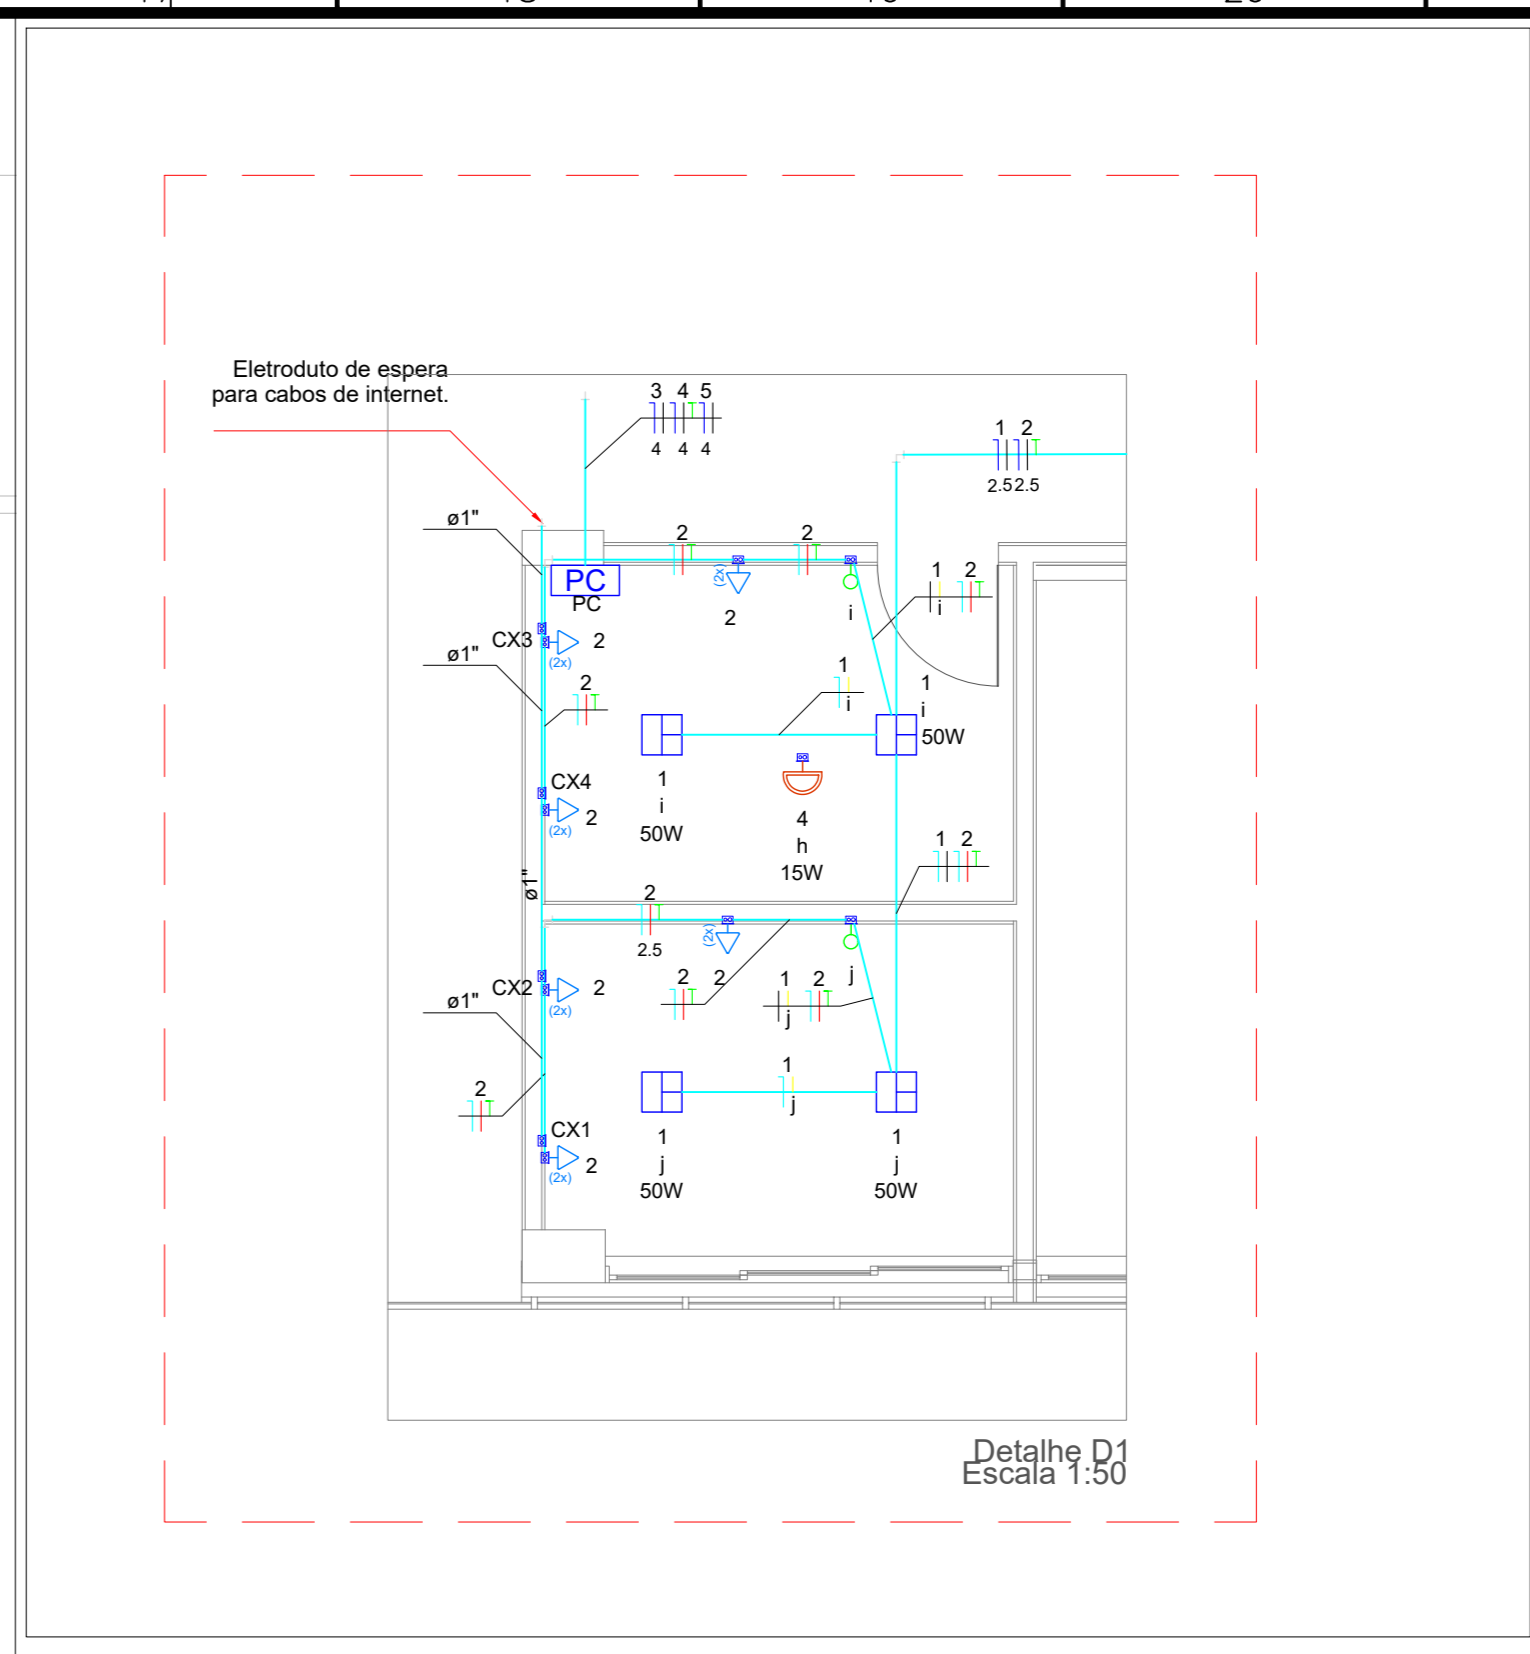 Eletroduto de espera
para cabos de internet.
3 4 5
4 4 4
1 2
2.5 2.5
ø1"
2
2
PC
PC
(2x)
2
i
1 2
i
CX3
2
(2x)
ø1"
2
1
i
1
i
50W
CX4
2
(2x)
1
i
50W
4
h
15W
1 2
ø1"
2
2.5
(2x)
2
2
j
1 2
j
CX2
2
(2x)
ø1"
2
1
j
CX1
2
(2x)
1
j
50W
1
j
50W
Detalhe D1
Escala 1:50